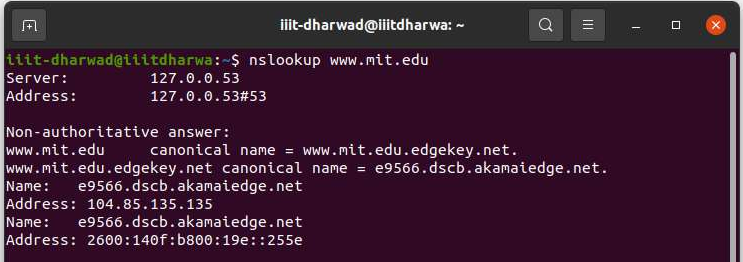 iiit-dharwad@iiitdharwa: ~
iiit-dharwad@iiitdharwa:~$ nslookup www.mit.edu
Server:		127.0.0.53
Address:	127.0.0.53#53

Non-authoritative answer:
www.mit.edu	canonical name = www.mit.edu.edgekey.net.
www.mit.edu.edgekey.net	canonical name = e9566.dscb.akamaiedge.net.
Name:	e9566.dscb.akamaiedge.net
Address: 104.85.135.135
Name:	e9566.dscb.akamaiedge.net
Address: 2600:140f:b800:19e::255e